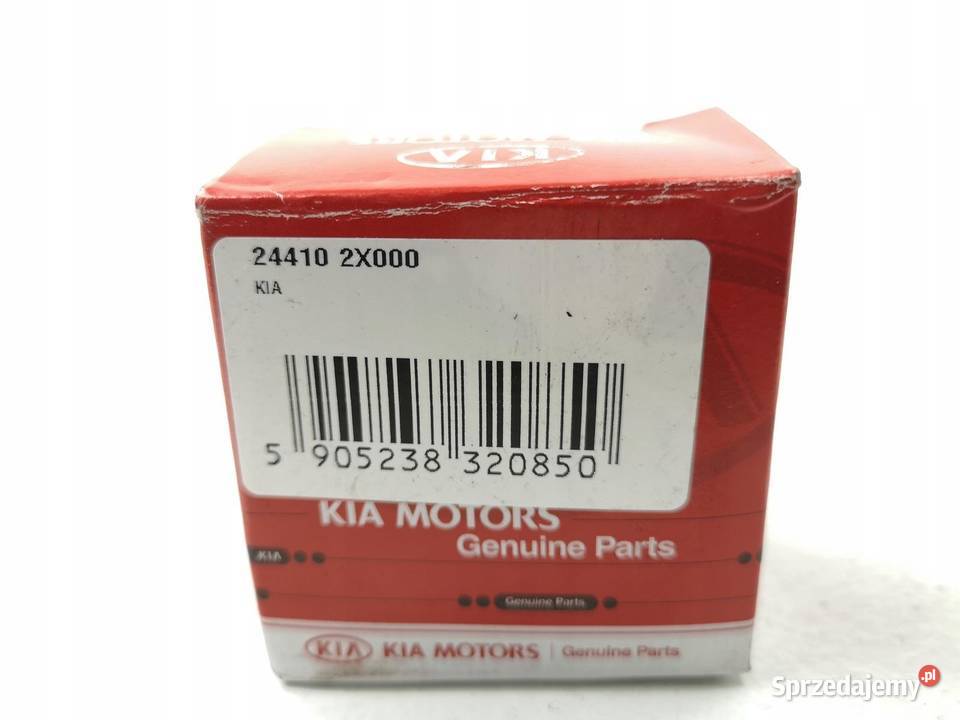 KIA
24410 2X000
KIA
5 905238 320850
KIA MOTORS
Genuine Parts
KIA
Genuine Parts
KIA KIA MOTORS | Genuine Parts
Sprzedajemy.pl